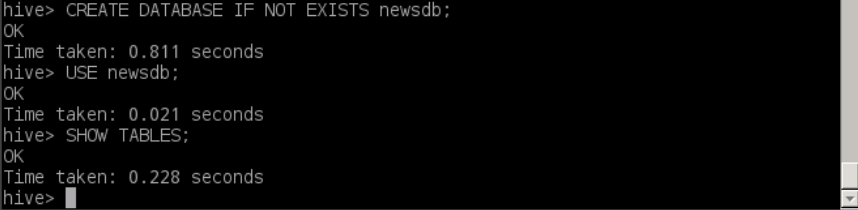 hive> CREATE DATABASE IF NOT EXISTS newsdb;
OK
Time taken: 0.811 seconds
hive> USE newsdb;
OK
Time taken: 0.021 seconds
hive> SHOW TABLES;
OK
Time taken: 0.228 seconds
hive>